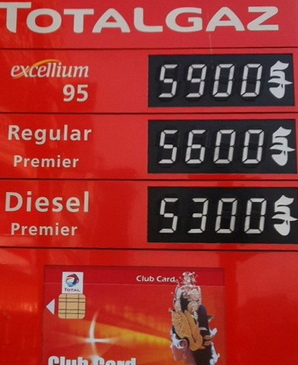 TOTALGAZ
excellium
95
5900
Regular
Premier
5600
Diesel
Premier
5300
TOTAL
Club Card
Club Card